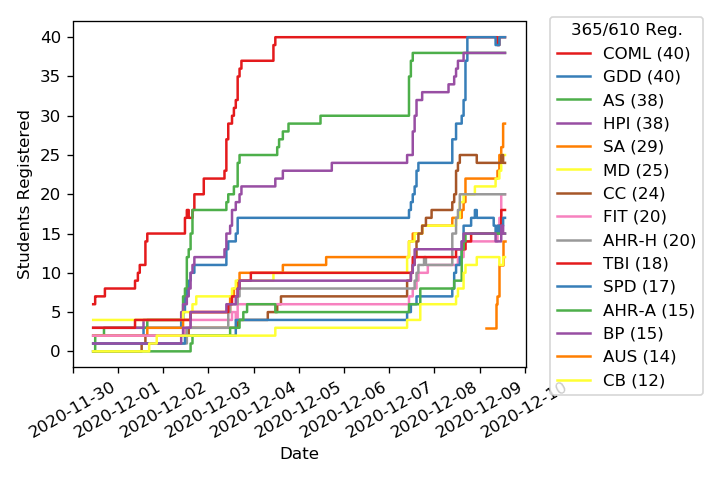 365/610 Reg.
COML (40)
GDD (40)
AS (38)
HPI (38)
SA (29)
MD (25)
CC (24)
FIT (20)
AHR-H (20)
TBI (18)
SPD (17)
AHR-A (15)
BP (15)
AUS (14)
CB (12)
Students Registered
40
35
30
25
20
15
10
5
0
2020-11-30
2020-12-01
2020-12-02
2020-12-03
2020-12-04
2020-12-05
2020-12-06
2020-12-07
2020-12-08
2020-12-09
2020-12-10
Date